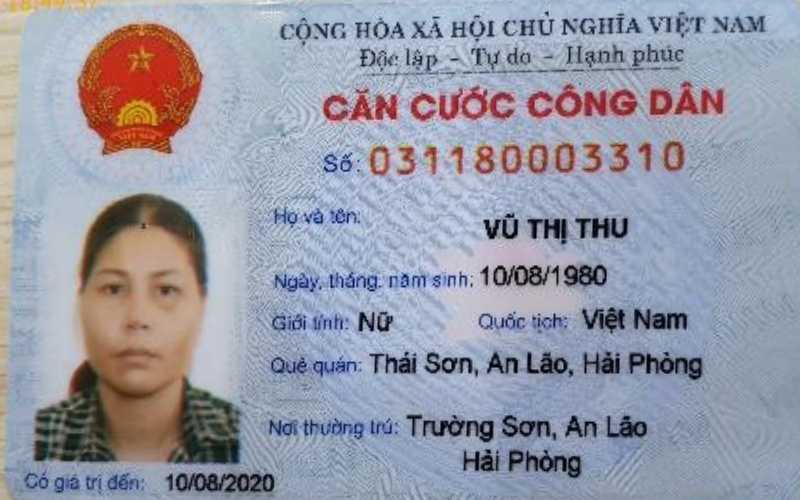 CỘNG HÒA XÃ HỘI CHỦ NGHĨA VIỆT NAM
Độc lập - Tự do - Hạnh phúc
CĂN CƯỚC CÔNG DÂN
Số: 031180003310
Họ và tên:
VŨ THỊ THU
Ngày, tháng, năm sinh: 10/08/1980
Giới tính: Nữ Quốc tịch: Việt Nam
Quê quán: Thái Sơn, An Lão, Hải Phòng
Nơi thường trú: Trường Sơn, An Lão
Hải Phòng
Có giá trị đến: 10/08/2020